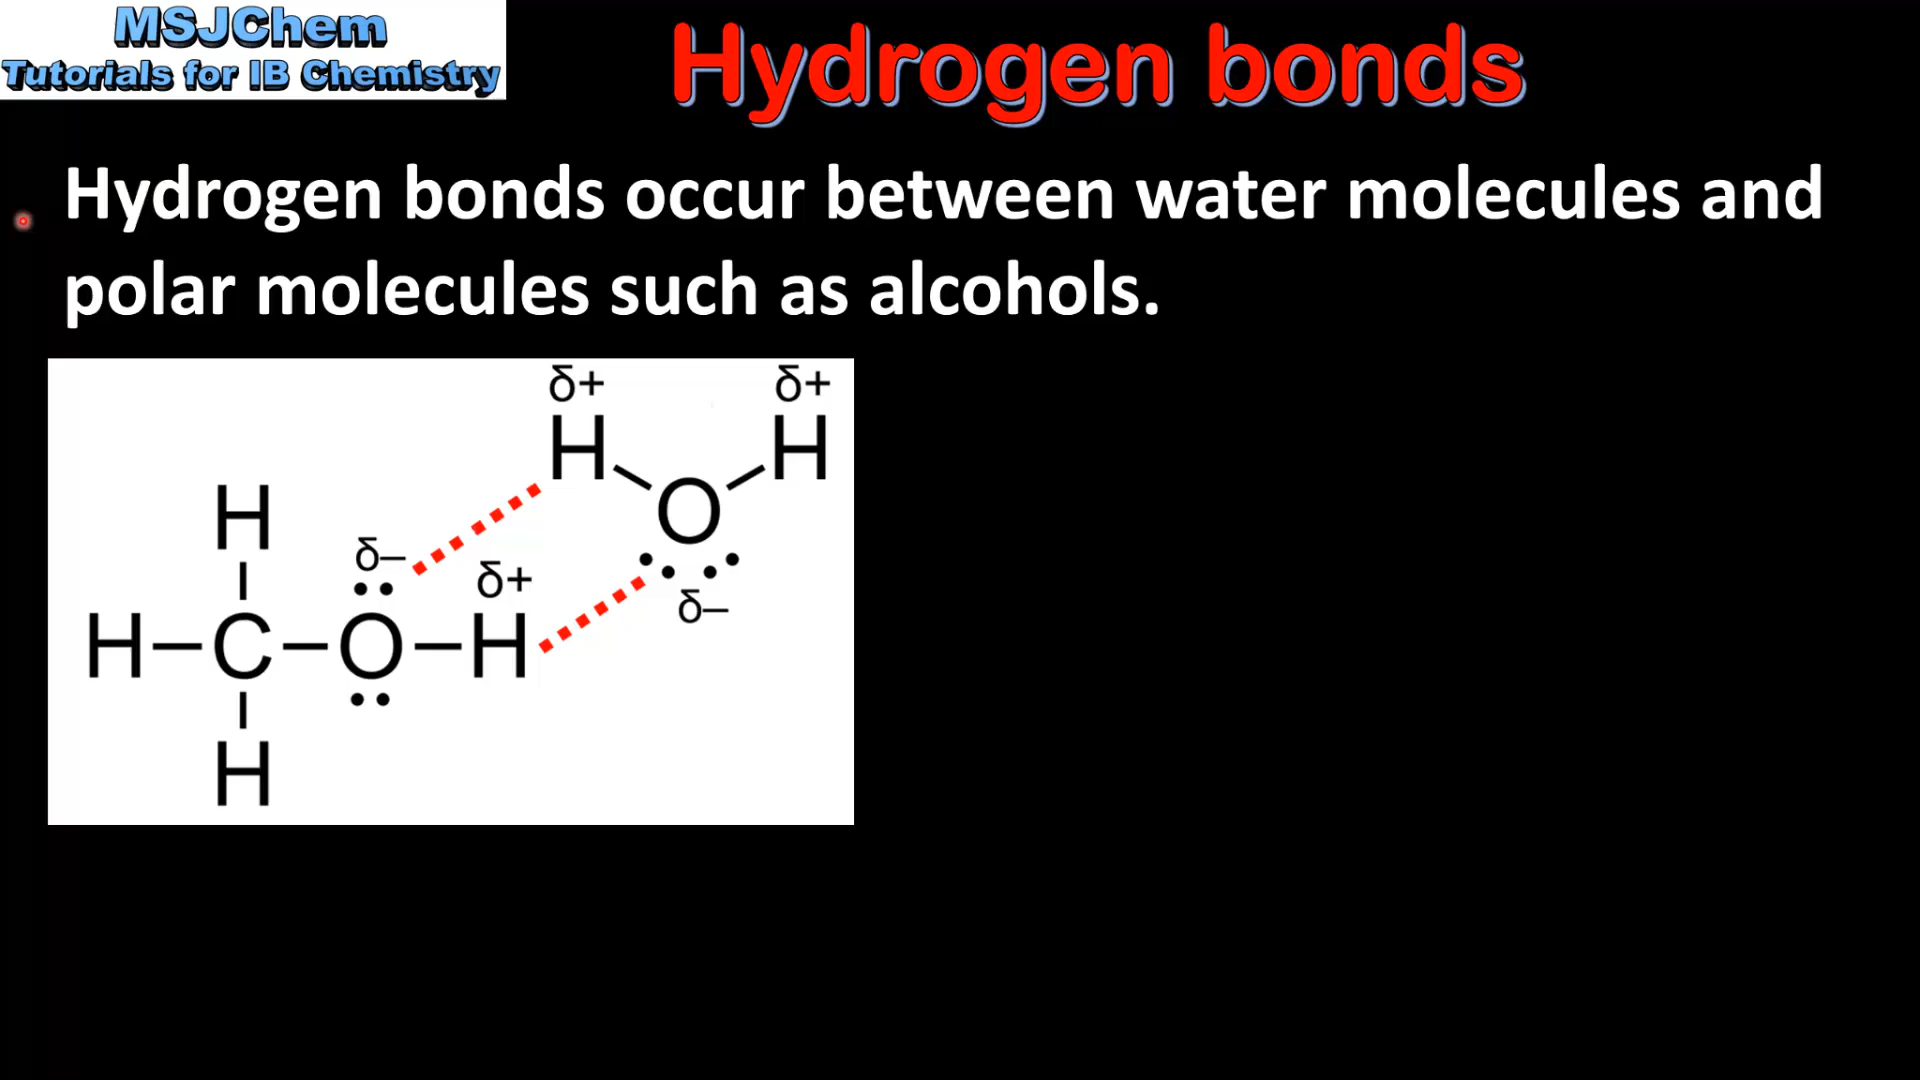 MSJChem
Tutorials for IB Chemistry
Hydrogen bonds
Hydrogen bonds occur between water molecules and
polar molecules such as alcohols.
δ+ δ+
H H
O
H
δ–
δ+
δ–
H C O H
H